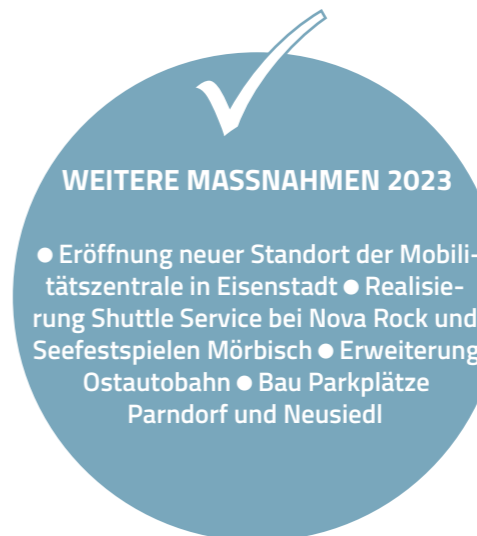 WEITERE MASSNAHMEN 2023
● Eröffnung neuer Standort der Mobili-
tätszentrale in Eisenstadt ● Realisie-
rung Shuttle Service bei Nova Rock und
Seefestspielen Mörbisch ● Erweiterung
Ostautobahn ● Bau Parkplätze
Parndorf und Neusiedl